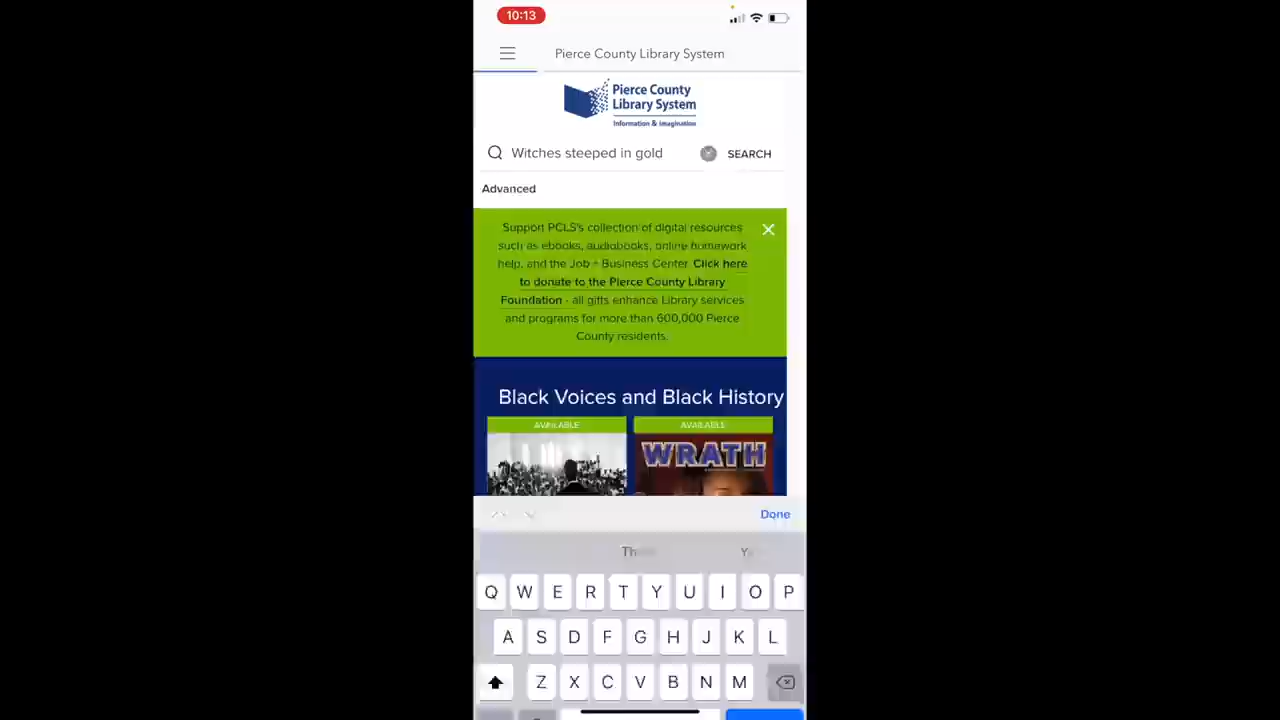 10:13
Pierce County Library System
Pierce County
Library System
Information & Imagination
Witches steeped in gold
SEARCH
Advanced
Support PCLS's collection of digital resources
such as ebooks, audiobooks, online homework
help, and the Job + Business Center. Click here
to donate to the Pierce County Library
Foundation - all gifts enhance Library services
and programs for more than 600,000 Pierce
County residents.
Black Voices and Black History
AVAILABLE AVAILABLE
WRATH
Done
Q W E R T Y U I O P
A S D F G H J K L
Z X C V B N M